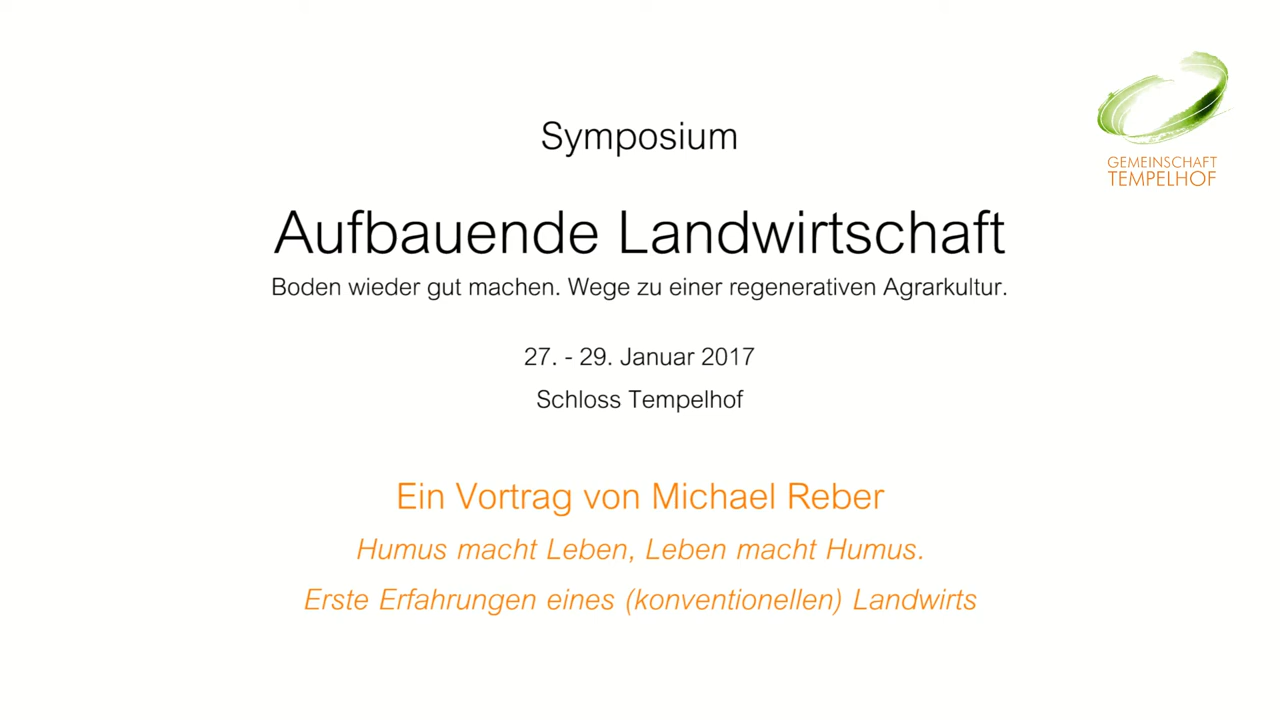 Symposium
GEMEINSCHAFT
TEMPELHOF
Aufbauende Landwirtschaft
Boden wieder gut machen. Wege zu einer regenerativen Agrarkultur.
27. - 29. Januar 2017
Schloss Tempelhof
Ein Vortrag von Michael Reber
Humus macht Leben, Leben macht Humus.
Erste Erfahrungen eines (konventionellen) Landwirts